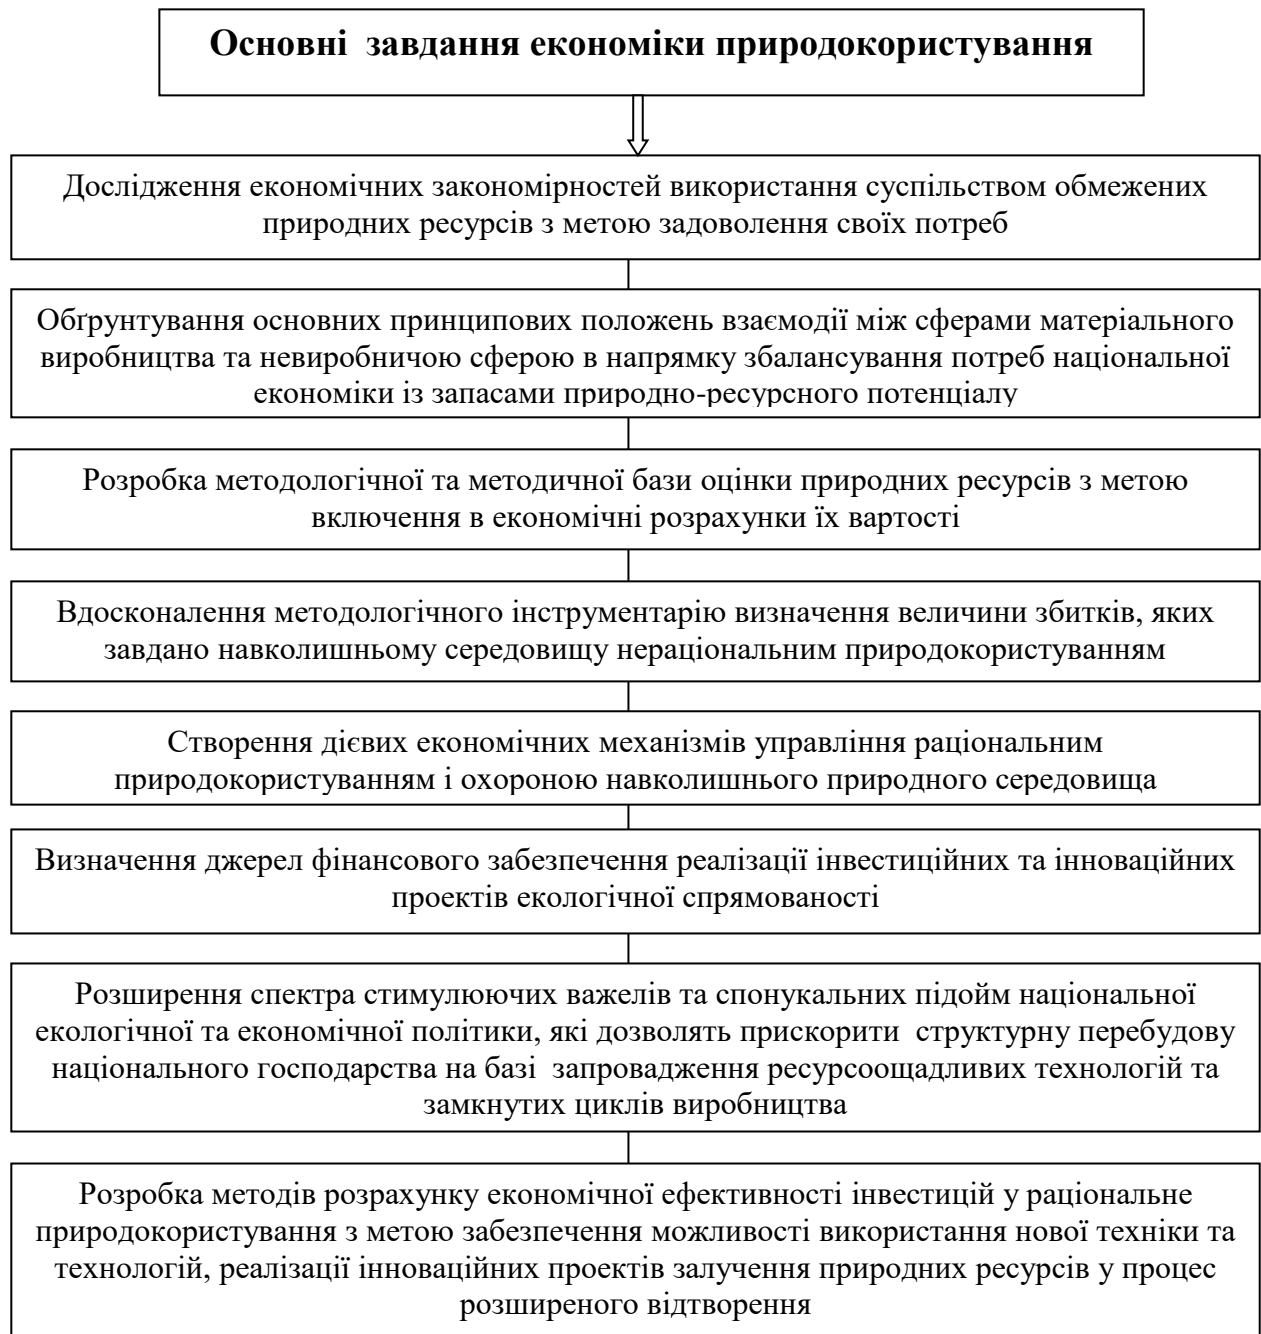 Основні завдання економіки природокористування
Дослідження економічних закономірностей використання суспільством обмежених
природних ресурсів з метою задоволення своїх потреб
Обґрунтування основних принципових положень взаємодії між сферами матеріального
виробництва та невиробничою сферою в напрямку збалансування потреб національної
економіки із запасами природно-ресурсного потенціалу
Розробка методологічної та методичної бази оцінки природних ресурсів з метою
включення в економічні розрахунки їх вартості
Вдосконалення методологічного інструментарію визначення величини збитків, яких
завдано навколишньому середовищу нераціональним природокористуванням
Створення дієвих економічних механізмів управління раціональним
природокористуванням і охороною навколишнього природного середовища
Визначення джерел фінансового забезпечення реалізації інвестиційних та інноваційних
проектів екологічної спрямованості
Розширення спектра стимулюючих важелів та спонукальних підойм національної
екологічної та економічної політики, які дозволять прискорити структурну перебудову
національного господарства на базі запровадження ресурсоощадливих технологій та
замкнутих циклів виробництва
Розробка методів розрахунку економічної ефективності інвестицій у раціональне
природокористування з метою забезпечення можливості використання нової техніки та
технологій, реалізації інноваційних проектів залучення природних ресурсів у процес
розширеного відтворення